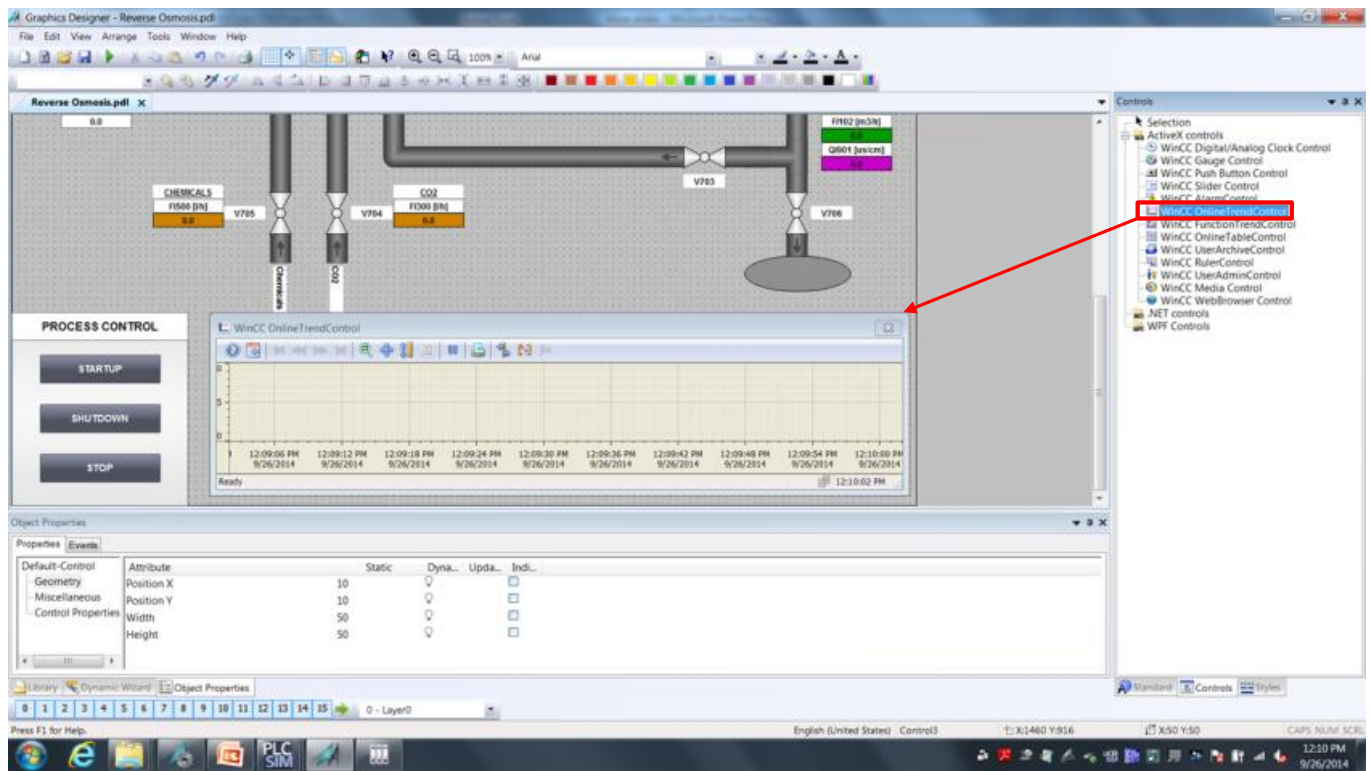 Graphics Designer - Reverse Osmosis.pdl
File Edit View Arrange Tools Window Help
100% Arial
Reverse Osmosis.pdl X
Controls
0.0
FI102 [m3/h]
0.0
QI901 [us/cm]
0.0
V703
CHEMICALS
FI500 [l/h]
0.0
V705
V704
CO2
FI300 [l/h]
0.0
V706
Chemicals
CO2
Selection
ActiveX controls
WinCC Digital/Analog Clock Control
WinCC Gauge Control
WinCC Push Button Control
WinCC Slider Control
WinCC AlarmControl
WinCC OnlineTrendControl
WinCC FunctionTrendControl
WinCC OnlineTableControl
WinCC UserArchiveControl
WinCC RulerControl
WinCC UserAdminControl
WinCC Media Control
WinCC WebBrowser Control
.NET controls
WPF Controls
PROCESS CONTROL
STARTUP
SHUTDOWN
STOP
WinCC OnlineTrendControl
5
0
12:09:06 PM 12:09:12 PM 12:09:18 PM 12:09:24 PM 12:09:30 PM 12:09:36 PM 12:09:42 PM 12:09:48 PM 12:09:54 PM 12:10:00 PM
9/26/2014 9/26/2014 9/26/2014 9/26/2014 9/26/2014 9/26/2014 9/26/2014 9/26/2014 9/26/2014 9/26/2014
Ready 12:10:02 PM
Object Properties
Properties Events
Default-Control
Geometry
Miscellaneous
Control Properties
Attribute Static Dyna... Upda... Indi...
Position X 10
Position Y 10
Width 50
Height 50
Library Dynamic Wizard Object Properties
Standard Controls Styles
0 1 2 3 4 5 6 7 8 9 10 11 12 13 14 15 0 - Layer0
Press F1 for Help. English (United States) Control3 X:1460 Y:916 X:50 Y:50 CAPS NUM SCRL
PLC SIM
12:10 PM
9/26/2014